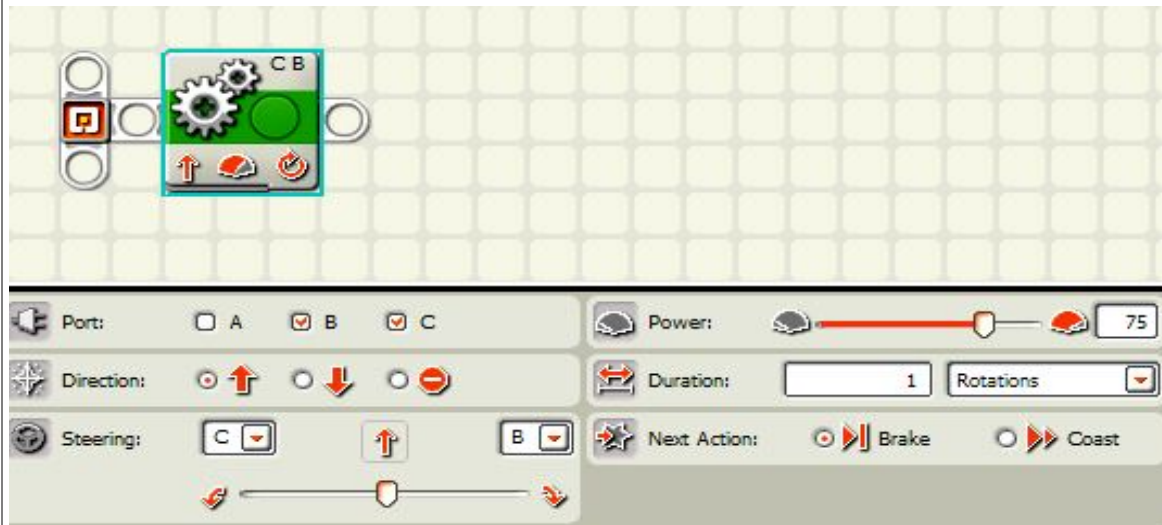 C B
Port: A B C
Power: 75
Direction:
Duration: 1 Rotations
Steering: C B
Next Action: Brake Coast